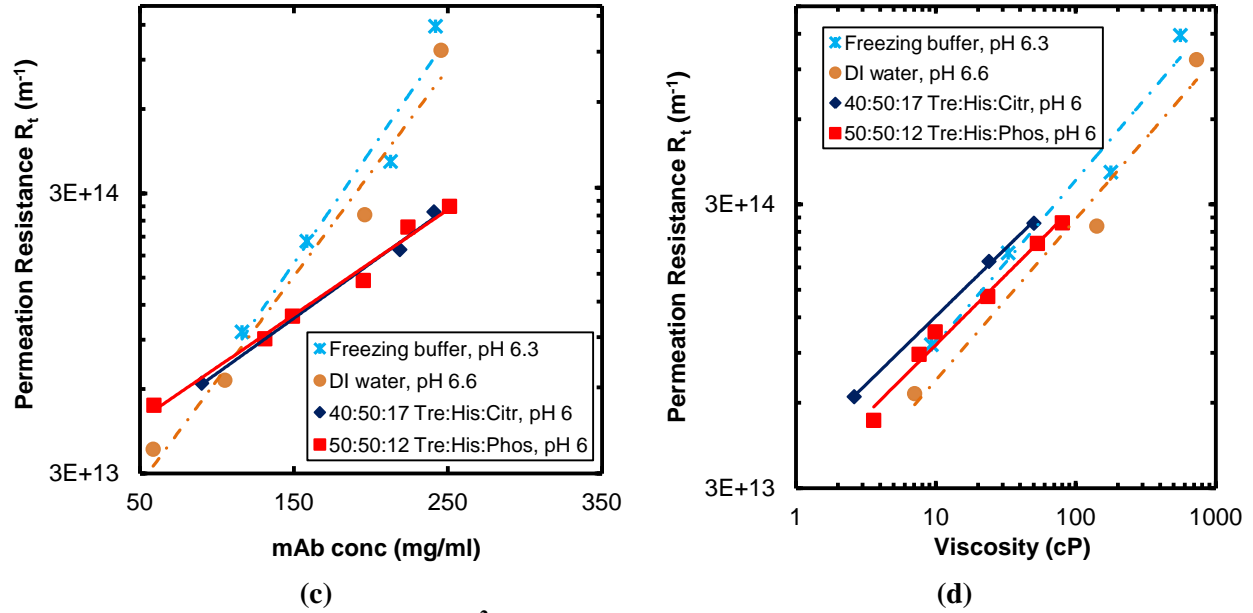 Permeation Resistance Rt (m-1)
3E+14
3E+13
50
150
250
350
mAb conc (mg/ml)
Freezing buffer, pH 6.3
DI water, pH 6.6
40:50:17 Tre:His:Citr, pH 6
50:50:12 Tre:His:Phos, pH 6
(c)
Permeation Resistance Rt (m-1)
3E+14
3E+13
1
10
100
1000
Viscosity (cP)
Freezing buffer, pH 6.3
DI water, pH 6.6
40:50:17 Tre:His:Citr, pH 6
50:50:12 Tre:His:Phos, pH 6
(d)